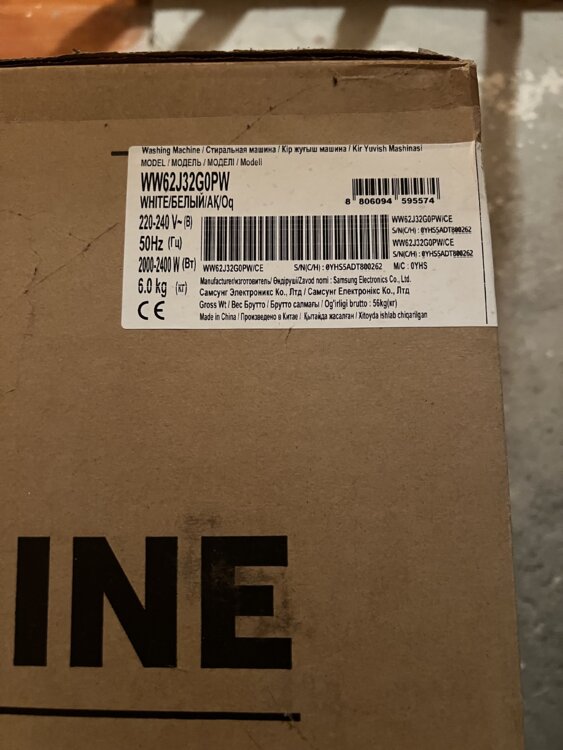 Washing Machine / Стиральная машина / Кір жуғыш машина / Kir Yuvish Mashinasi
MODEL / МОДЕЛЬ / МОДЕЛІ / Modeli
WW62J32G0PW
WHITE/БЕЛЫЙ/АҚ/Oq
8 806094 595574
220-240 V~ (В)
50Hz (Гц)
2000-2400 W (Вт)
6.0 kg (кг)
WW62J32G0PW/CE
S/N(С/Н) : 0YHS5ADT800262
WW62J32G0PW/CE
S/N(С/Н) : 0YHS5ADT800262
WW62J32G0PW/CE S/N(С/Н) : 0YHS5ADT800262 M/C : 0YHS
Manufacturer/изготовитель/ Өндіруші/Zavod nomi : Samsung Electronics Co., Ltd.
Самсунг Электроникс Ко., Лтд / Самсунг Електронікс Ко., Лтд
Gross Wt / Вес Брутто / Брутто салмағы / Og'irligi brutto : 56kg(кг)
Made in China / Произведено в Китае / Қытайда жасалған / Xitoyda ishlab chiqarilgan
CE
INE